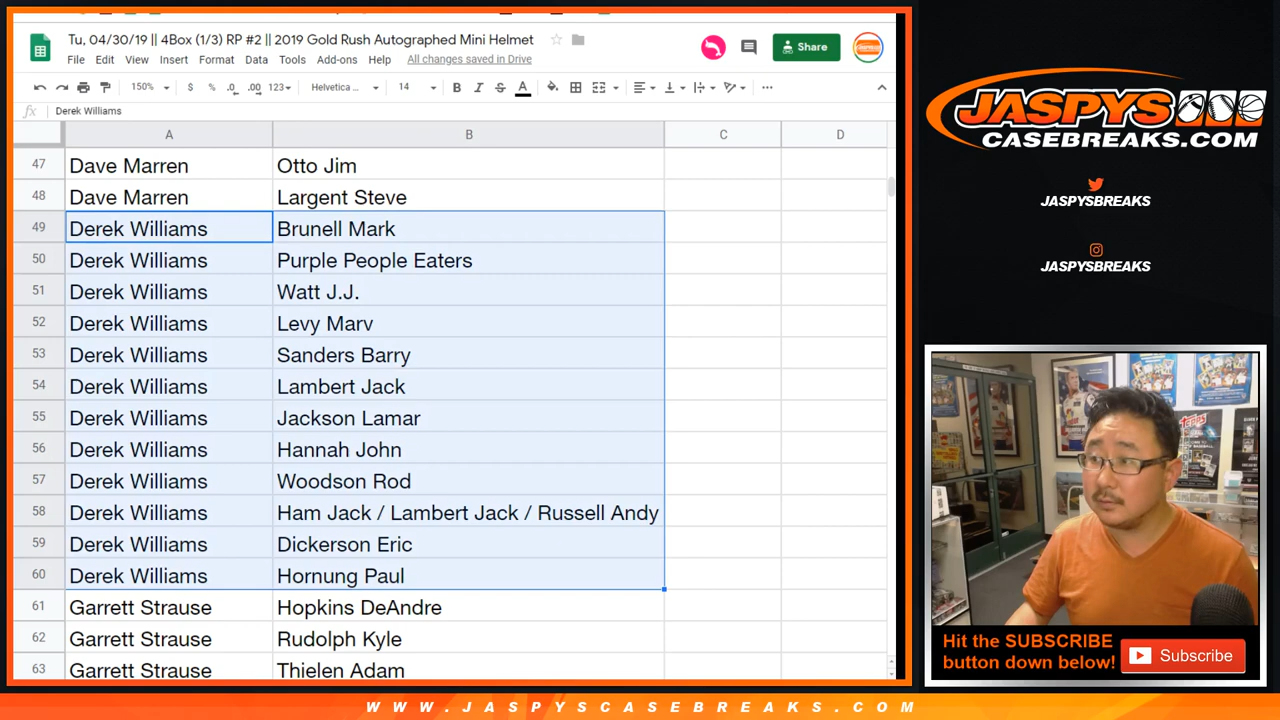 Tu, 04/30/19 || 4Box (1/3) RP #2 || 2019 Gold Rush Autographed Mini Helmet
File Edit View Insert Format Data Tools Add-ons Help All changes saved in Drive
Share
150% $ % .0 .00 123 Helvetica ... 14 B I S A
fx Derek Williams
A B C D
47 Dave Marren Otto Jim
48 Dave Marren Largent Steve
49 Derek Williams Brunell Mark
50 Derek Williams Purple People Eaters
51 Derek Williams Watt J.J.
52 Derek Williams Levy Marv
53 Derek Williams Sanders Barry
54 Derek Williams Lambert Jack
55 Derek Williams Jackson Lamar
56 Derek Williams Hannah John
57 Derek Williams Woodson Rod
58 Derek Williams Ham Jack / Lambert Jack / Russell Andy
59 Derek Williams Dickerson Eric
60 Derek Williams Hornung Paul
61 Garrett Strause Hopkins DeAndre
62 Garrett Strause Rudolph Kyle
63 Garrett Strause Thielen Adam
JASPYS
CASEBREAKS.COM
JASPYSBREAKS
JASPYSBREAKS
TOPPS
Hit the SUBSCRIBE
button down below!
Subscribe
WWW.JASPYSCASEBREAKS.COM